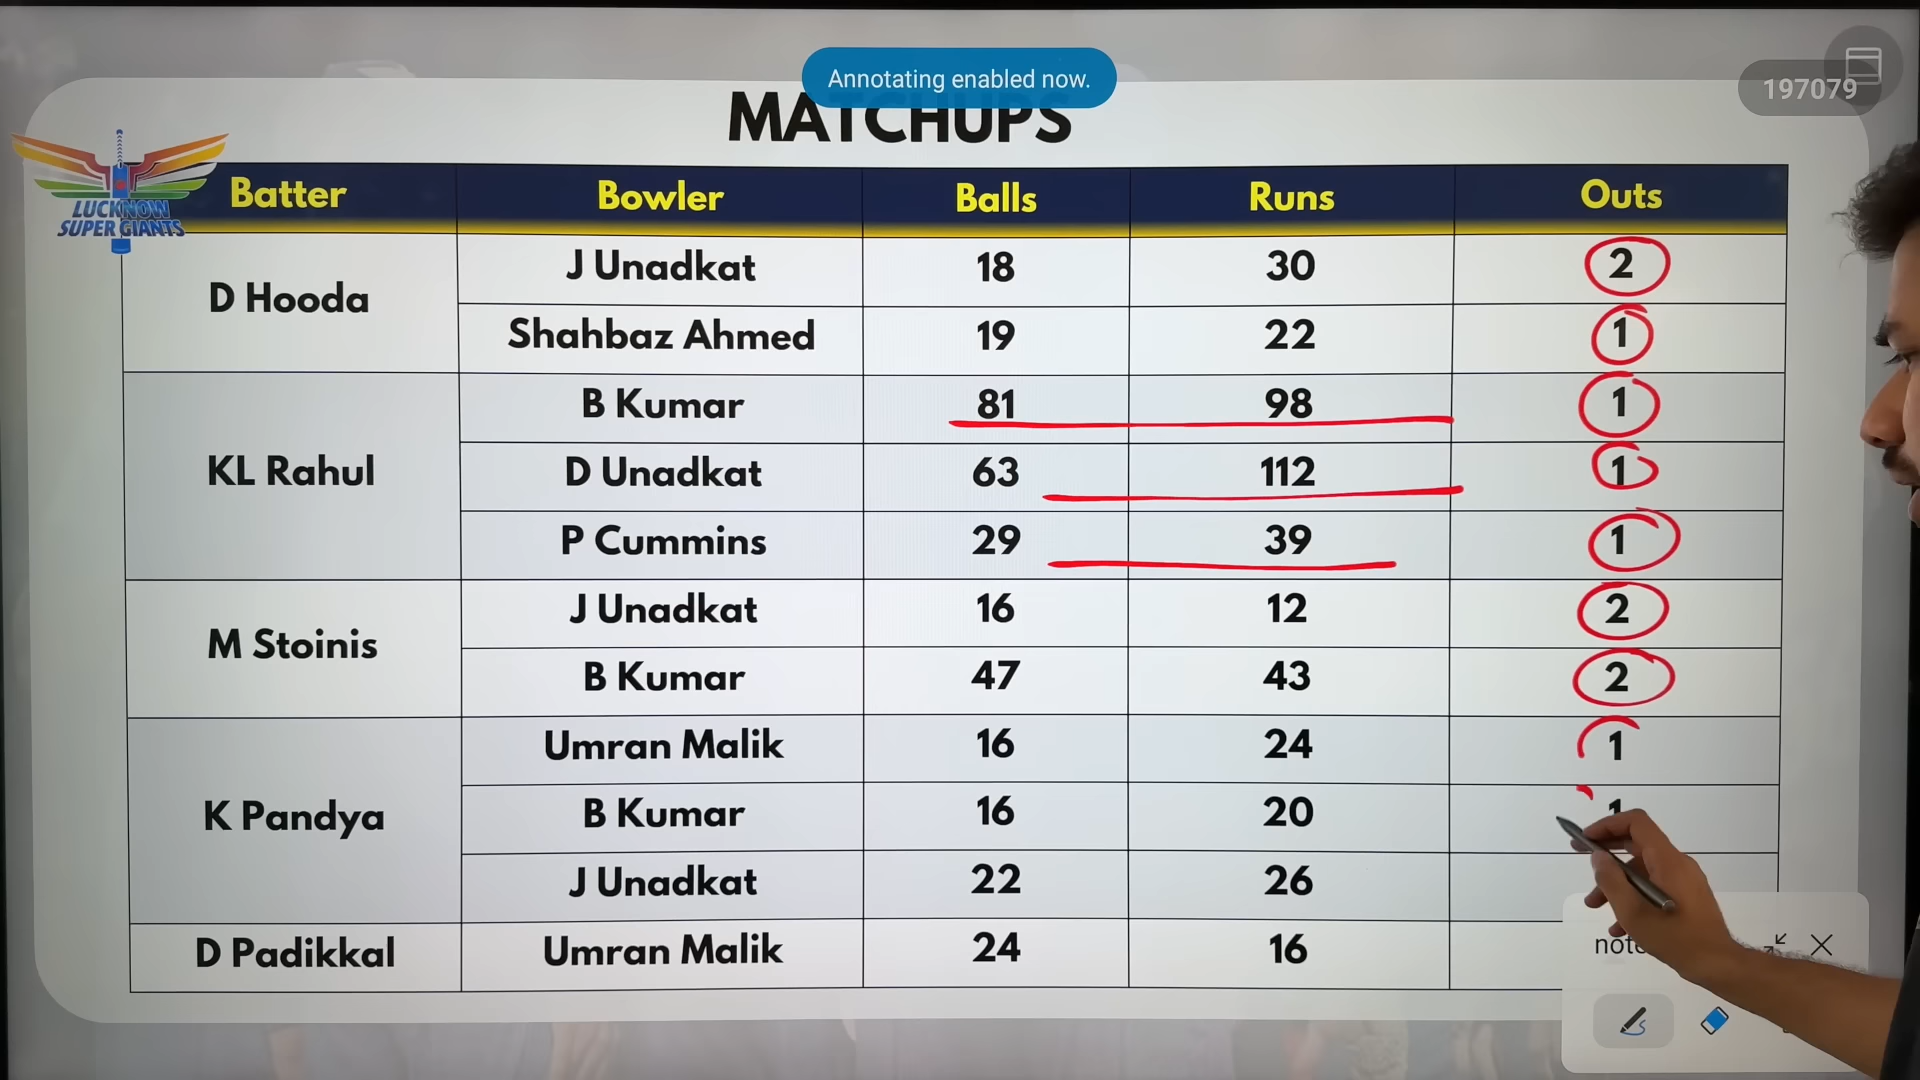 Annotating enabled now.
197079
MATCHUPS
LUCKNOW
SUPER GIANTS
Batter Bowler Balls Runs Outs
D Hooda J Unadkat 18 30 2
Shahbaz Ahmed 19 22 1
KL Rahul B Kumar 81 98 1
D Unadkat 63 112 1
P Cummins 29 39 1
M Stoinis J Unadkat 16 12 2
B Kumar 47 43 2
K Pandya Umran Malik 16 24 1
B Kumar 16 20 1
J Unadkat 22 26
D Padikkal Umran Malik 24 16